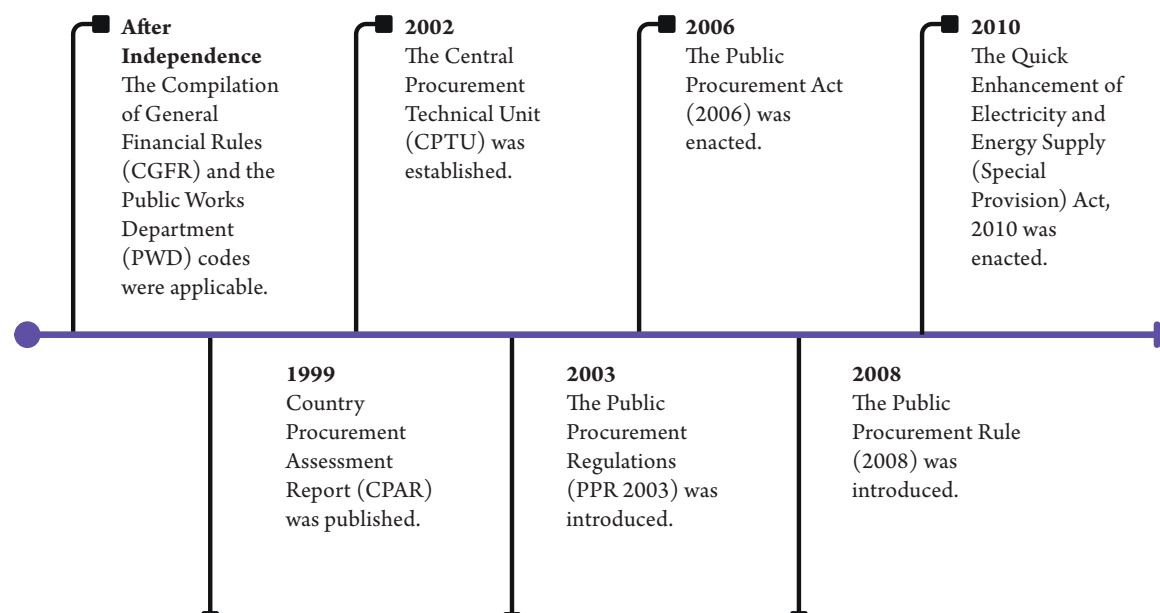 After
Independence
The Compilation
of General
Financial Rules
(CGFR) and the
Public Works
Department
(PWD) codes
were applicable.
1999
Country
Procurement
Assessment
Report (CPAR)
was published.
2002
The Central
Procurement
Technical Unit
(CPTU) was
established.
2003
The Public
Procurement
Regulations
(PPR 2003) was
introduced.
2006
The Public
Procurement Act
(2006) was
enacted.
2008
The Public
Procurement Rule
(2008) was
introduced.
2010
The Quick
Enhancement of
Electricity and
Energy Supply
(Special
Provision) Act,
2010 was
enacted.